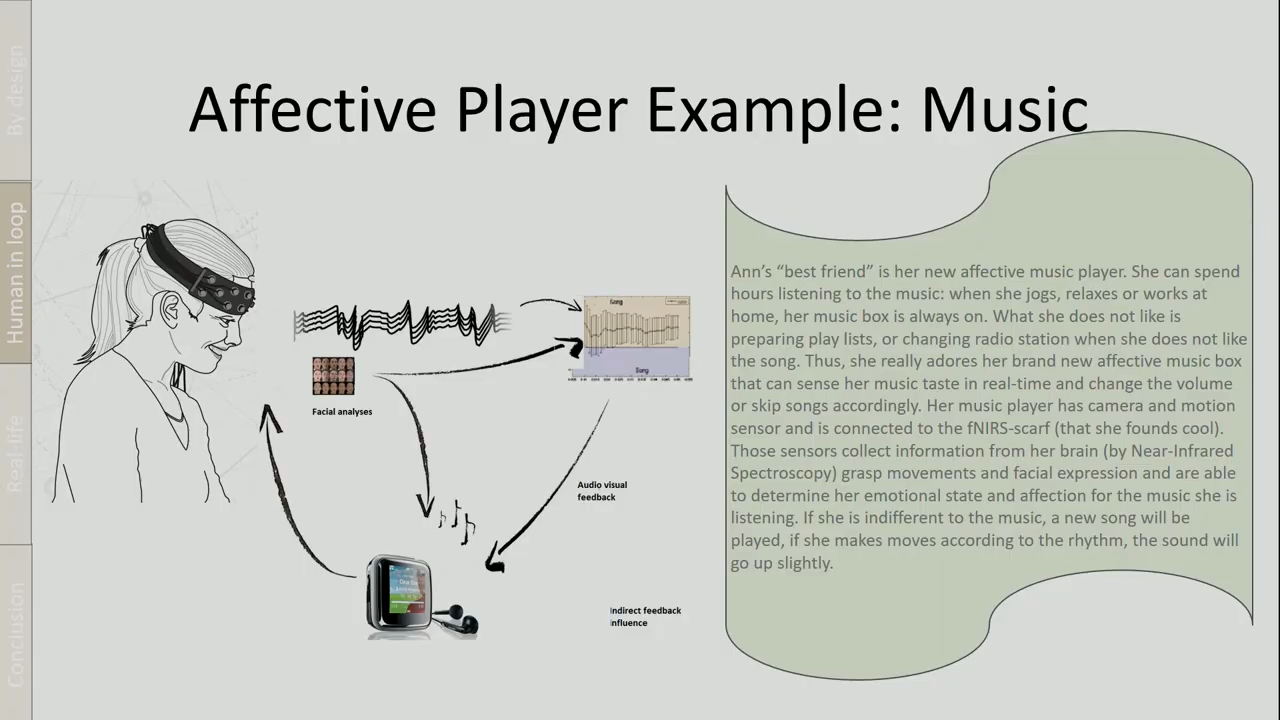 By design
Human in loop
Real life
Conclusion
Affective Player Example: Music
Facial analyses
Song
Song
Audio visual
feedback
Indirect feedback
influence
Ann's “best friend” is her new affective music player. She can spend
hours listening to the music: when she jogs, relaxes or works at
home, her music box is always on. What she does not like is
preparing play lists, or changing radio station when she does not like
the song. Thus, she really adores her brand new affective music box
that can sense her music taste in real-time and change the volume
or skip songs accordingly. Her music player has camera and motion
sensor and is connected to the fNIRS-scarf (that she founds cool).
Those sensors collect information from her brain (by Near-Infrared
Spectroscopy) grasp movements and facial expression and are able
to determine her emotional state and affection for the music she is
listening. If she is indifferent to the music, a new song will be
played, if she makes moves according to the rhythm, the sound will
go up slightly.